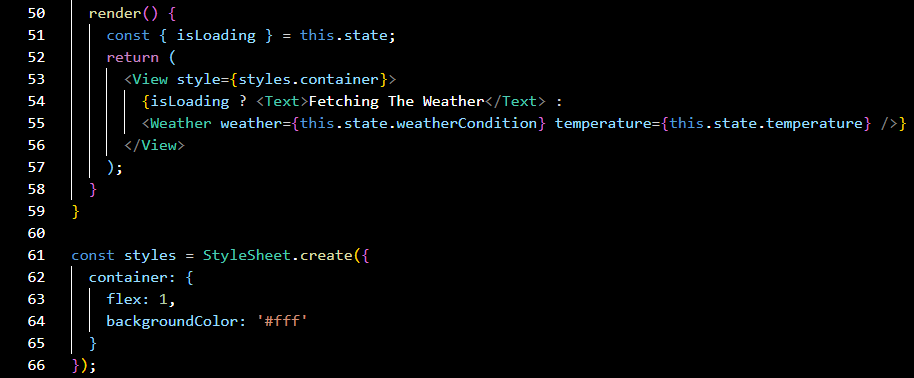 50 render() {
51 const { isLoading } = this.state;
52 return (
53 <View style={styles.container}>
54 {isLoading ? <Text>Fetching The Weather</Text> :
55 <Weather weather={this.state.weatherCondition} temperature={this.state.temperature} />}
56 </View>
57 );
58 }
59 }
60
61 const styles = StyleSheet.create({
62 container: {
63 flex: 1,
64 backgroundColor: '#fff'
65 }
66 });